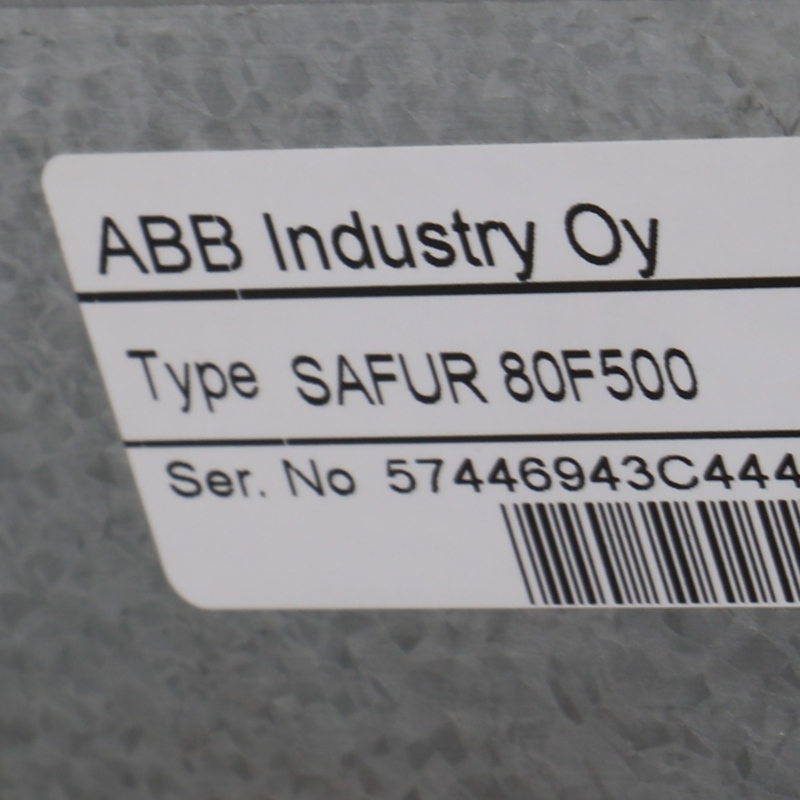 ABB Industry Oy
Type SAFUR 80F500
Ser. No 57446943C444